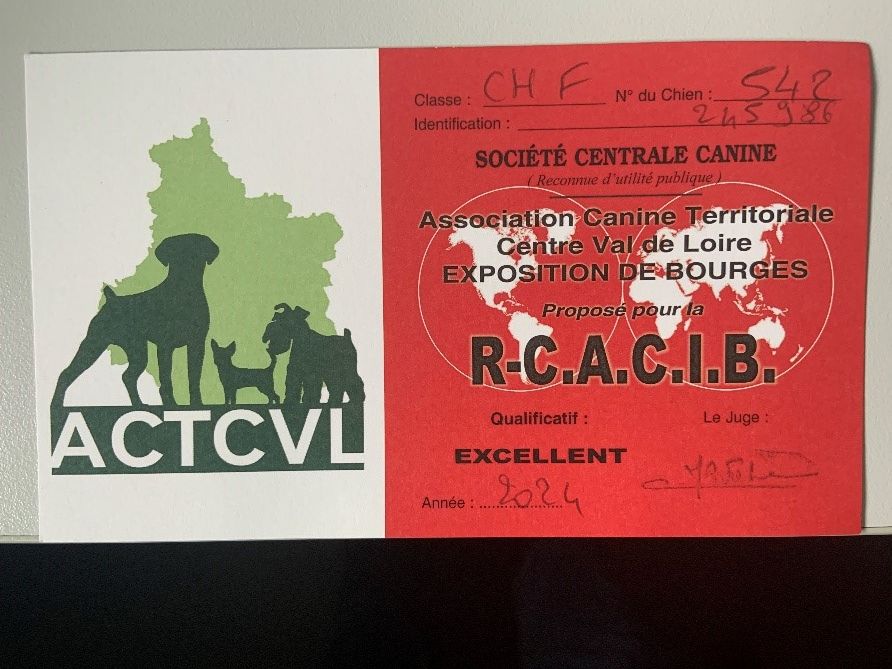 ACTCVL
Classe : CH F N° du Chien : 542
Identification : 245986
SOCIÉTÉ CENTRALE CANINE
( Reconnue d'utilité publique )
Association Canine Territoriale
Centre Val de Loire
EXPOSITION DE BOURGES
Proposé pour la
R-C.A.C.I.B.
Qualificatif : Le Juge :
EXCELLENT
Année : 2024